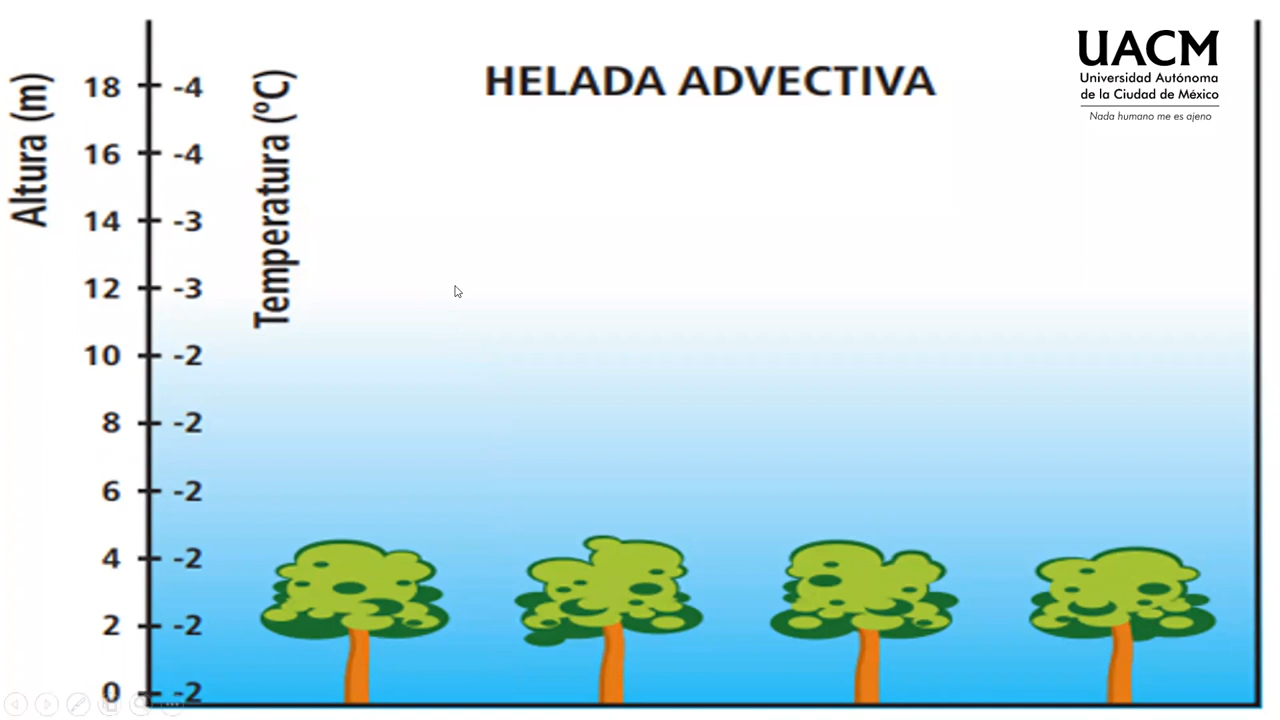 HELADA ADVECTIVA
UACM
Universidad Autónoma
de la Ciudad de México
Nada humano me es ajeno
Altura (m)
Temperatura (ºC)
18 -4
16 -4
14 -3
12 -3
10 -2
8 -2
6 -2
4 -2
2 -2
0 -2